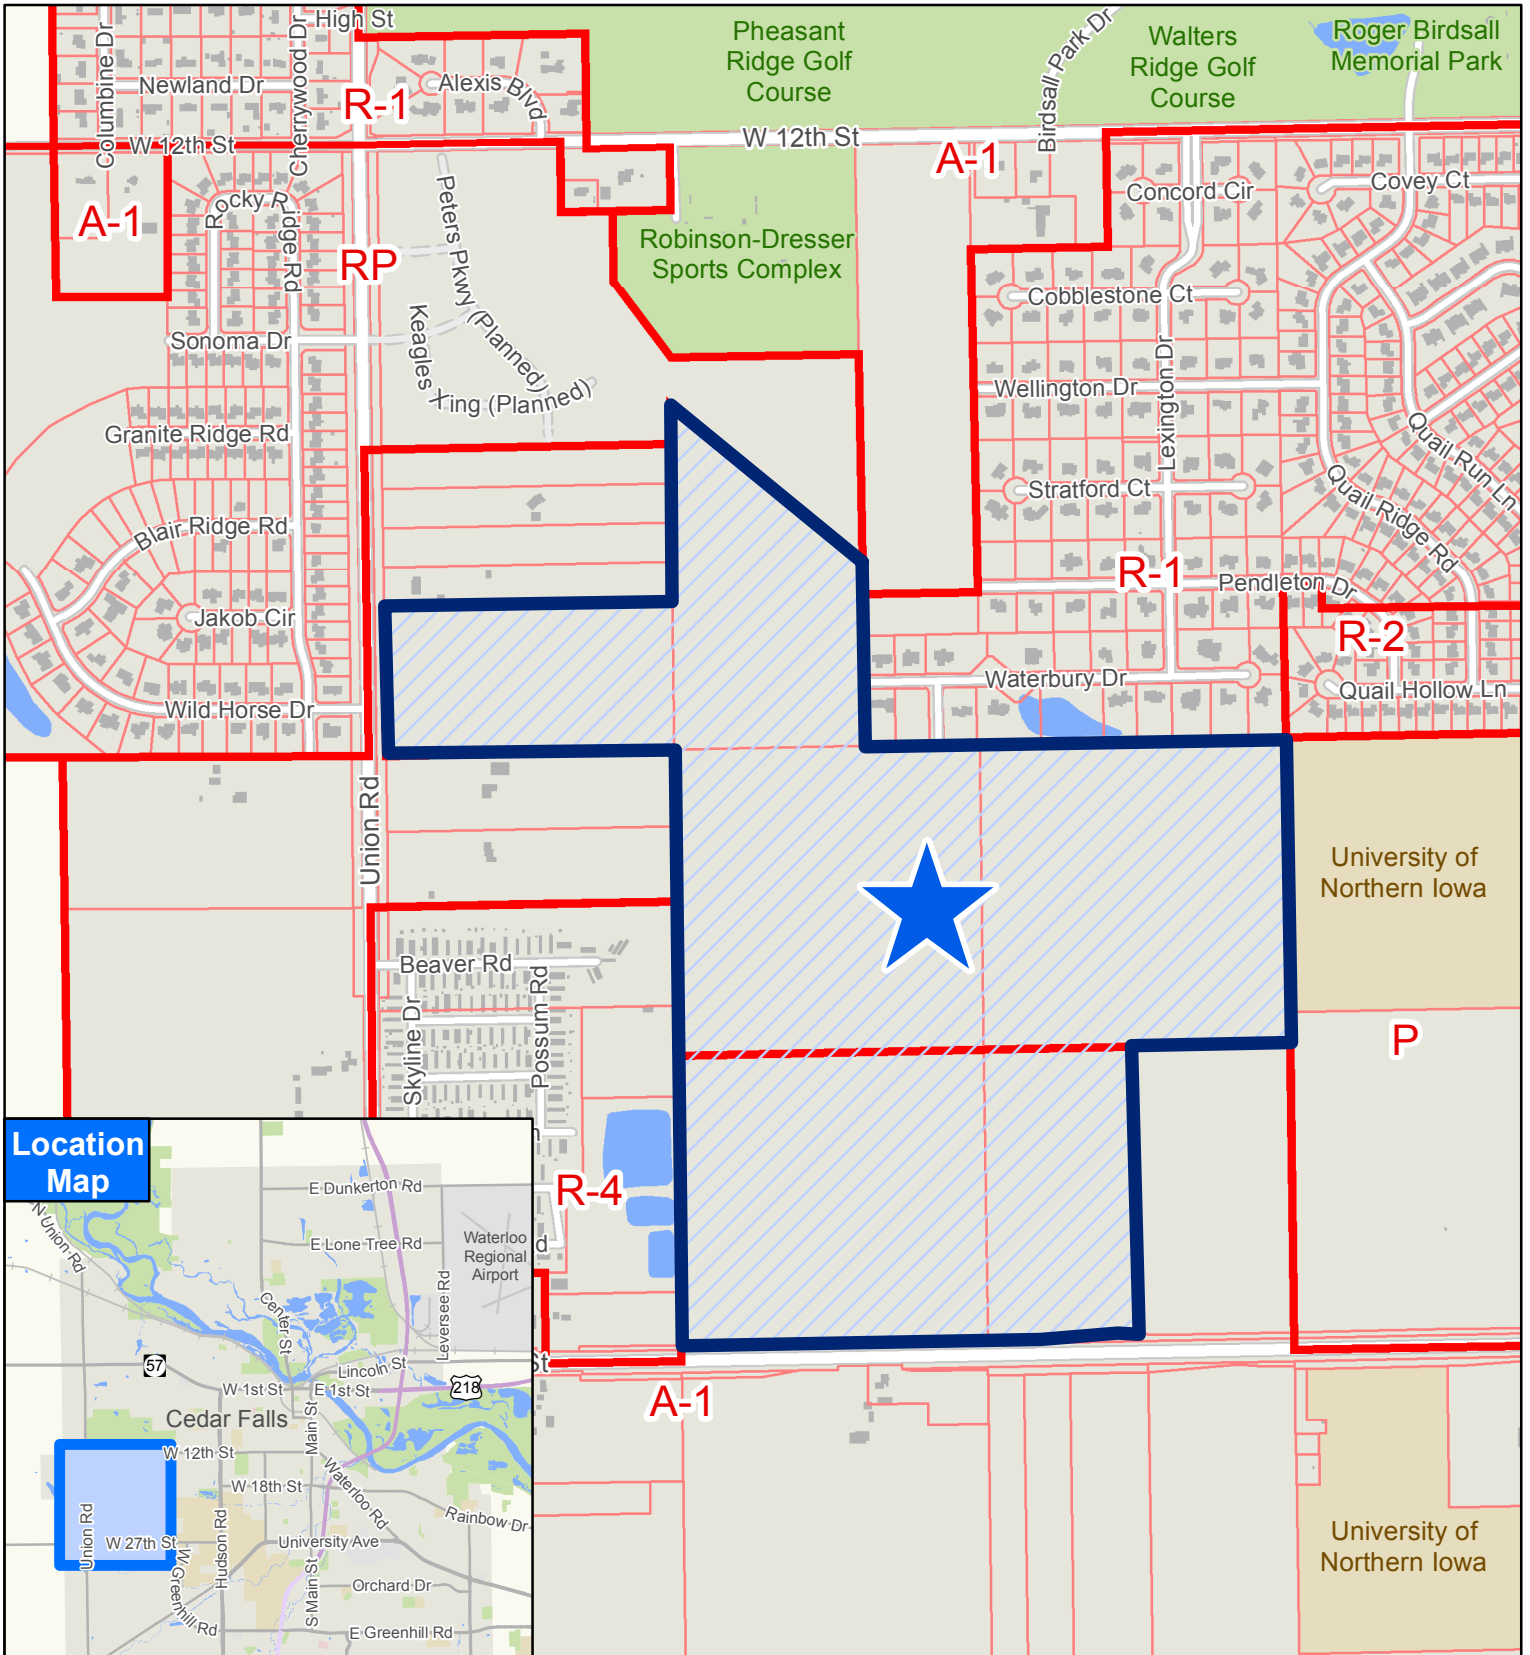 High St
Columbine Dr
Cherrywood Dr
Newland Dr
R-1
Alexis Blvd
Pheasant
Ridge Golf
Course
Birdsall Park Dr
Walters
Ridge Golf
Course
Roger Birdsall
Memorial Park
W 12th St
W 12th St
A-1
A-1
Rocky Ridge Rd
RP
Peters Pkwy (Planned)
Robinson-Dresser
Sports Complex
Concord Cir
Covey Ct
Cobblestone Ct
Sonoma Dr
Keagles Xing (Planned)
Lexington Dr
Wellington Dr
Granite Ridge Rd
Quail Run Ln
Stratford Ct
Quail Ridge Rd
Blair Ridge Rd
R-1
Pendleton Dr
Jakob Cir
R-2
Waterbury Dr
Quail Hollow Ln
Wild Horse Dr
Union Rd
University of
Northern Iowa
Beaver Rd
Skyline Dr
Possum Rd
P
R-4
n
d
St
A-1
University of
Northern Iowa
Location
Map
N Union Rd
E Dunkerton Rd
E Lone Tree Rd
Waterloo
Regional
Airport
Leversee Rd
Center St
57
Lincoln St
W 1st St
E 1st St
218
Cedar Falls
Main St
W 12th St
W 18th St
Waterloo Rd
Rainbow Dr
Union Rd
W 27th St
Hudson Rd
University Ave
W Greenhill Rd
S Main St
Orchard Dr
E Greenhill Rd